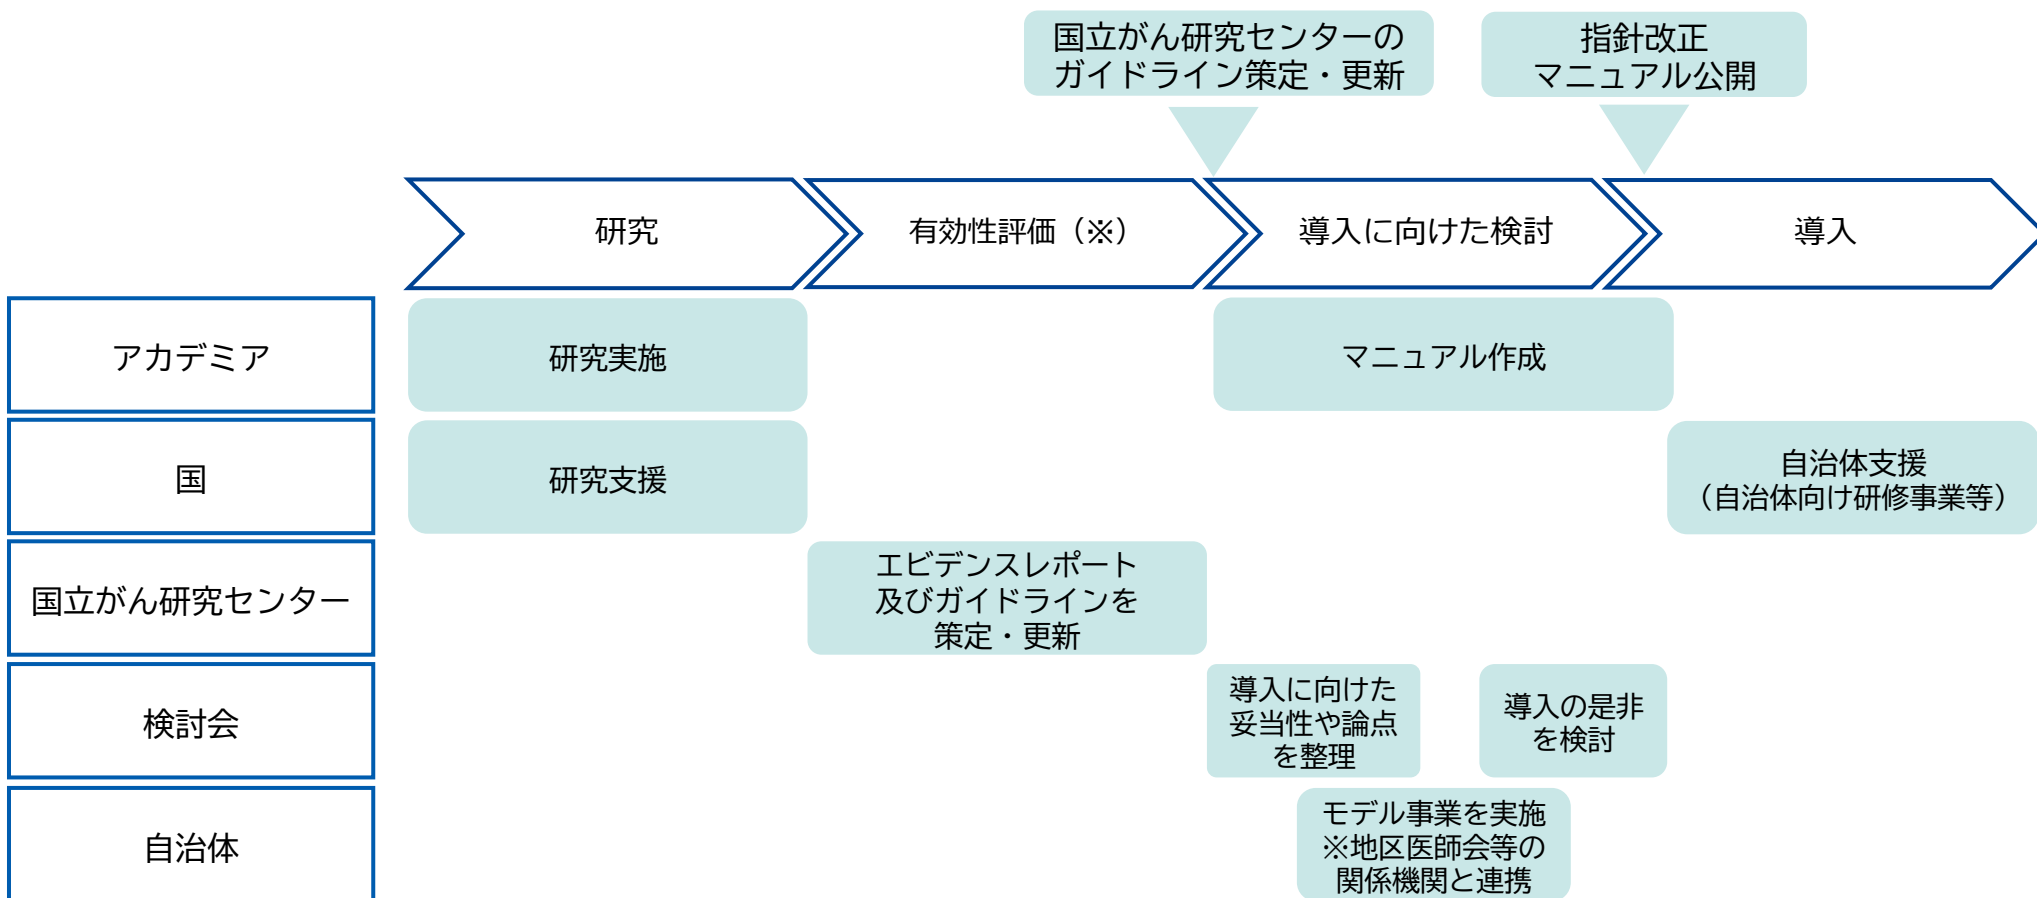 国立がん研究センターの
ガイドライン策定・更新
指針改正
マニュアル公開
研究
有効性評価（※）
導入に向けた検討
導入
アカデミア
研究実施
マニュアル作成
国
研究支援
自治体支援
（自治体向け研修事業等）
国立がん研究センター
エビデンスレポート
及びガイドラインを
策定・更新
検討会
導入に向けた
妥当性や論点
を整理
導入の是非
を検討
自治体
モデル事業を実施
※地区医師会等の
関係機関と連携